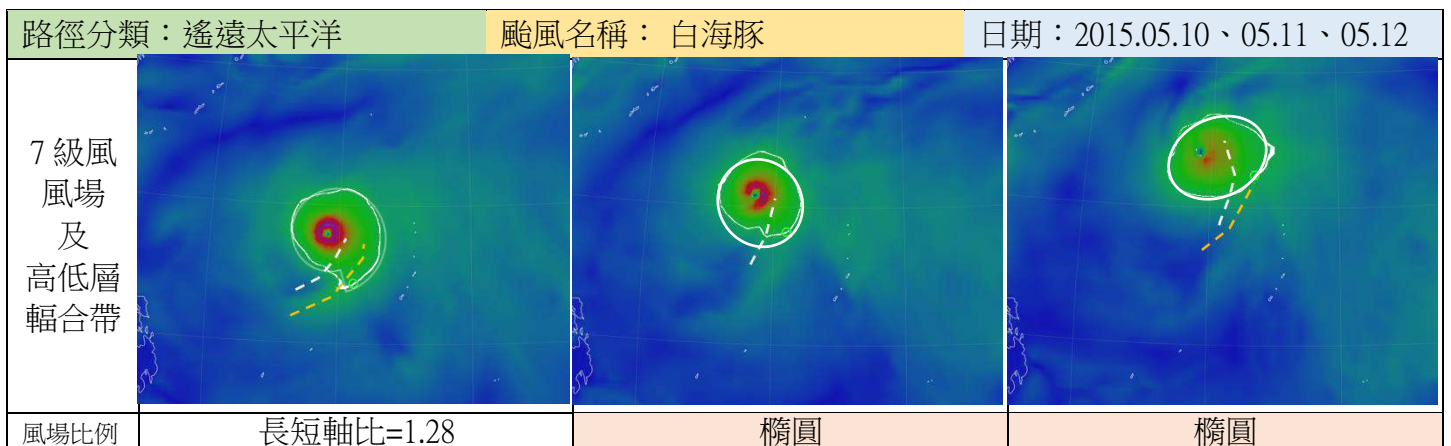 路徑分類：遙遠太平洋
颱風名稱： 白海豚
日期：2015.05.10、05.11、05.12
7 級風
風場
及
高低層
輻合帶
風場比例
長短軸比=1.28
橢圓
橢圓